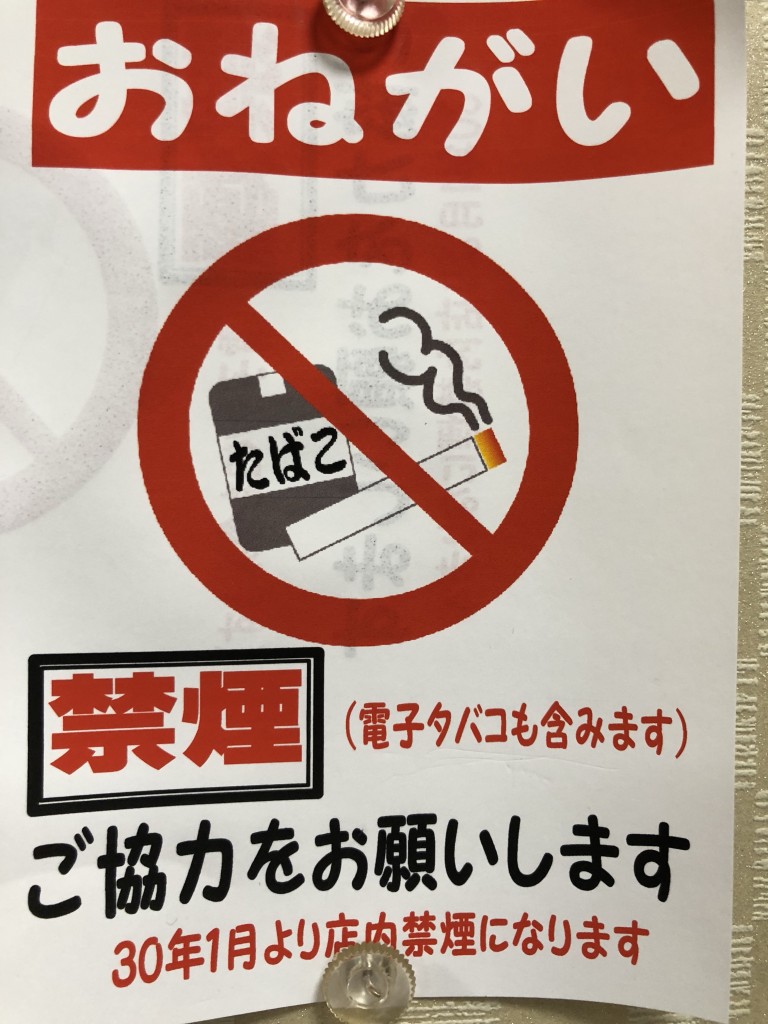 おねがい
たばこ
禁煙
(電子タバコも含みます)
ご協力をお願いします
30年1月より店内禁煙になります